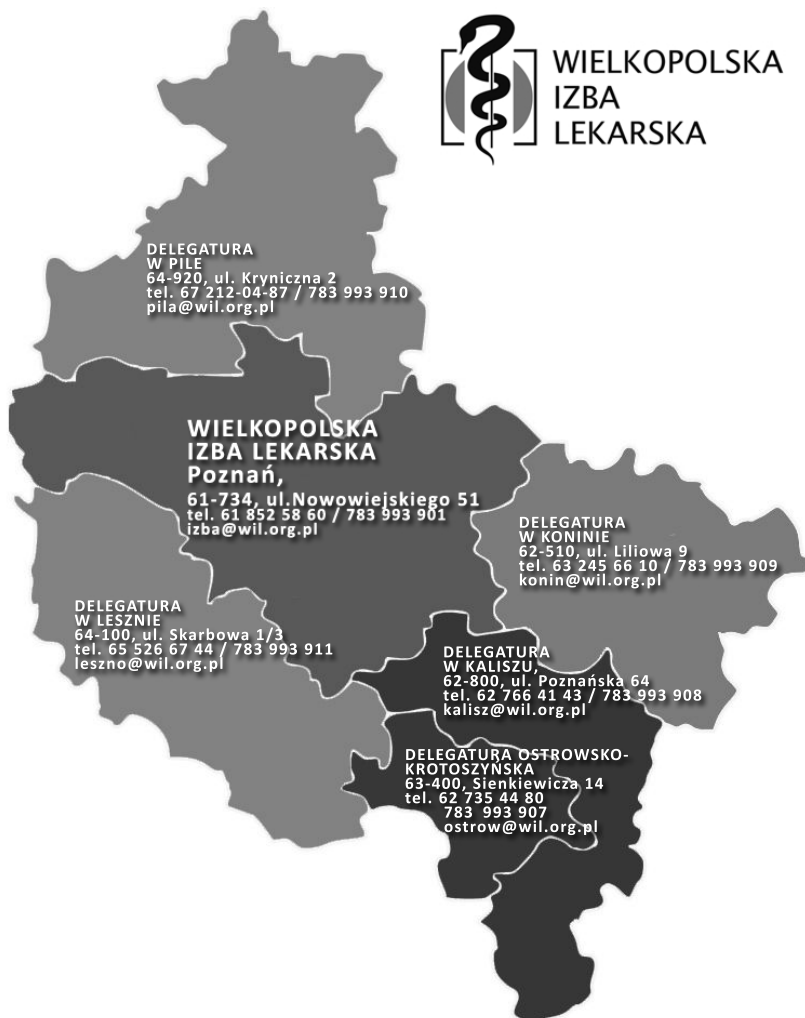 WIELKOPOLSKA
IZBA
LEKARSKA
DELEGATURA
W PILE
64-920, ul. Kryniczna 2
tel. 67 212-04-87 / 783 993 910
pila@wil.org.pl
WIELKOPOLSKA
IZBA LEKARSKA
Poznań,
61-734, ul.Nowowiejskiego 51
tel. 61 852 58 60 / 783 993 901
izba@wil.org.pl
DELEGATURA
W KONINIE
62-510, ul. Liliowa 9
tel. 63 245 66 10 / 783 993 909
konin@wil.org.pl
DELEGATURA
W LESZNIE
64-100, ul. Skarbowa 1/3
tel. 65 526 67 44 / 783 993 911
leszno@wil.org.pl
DELEGATURA
W KALISZU,
62-800, ul. Poznańska 64
tel. 62 766 41 43 / 783 993 908
kalisz@wil.org.pl
DELEGATURA OSTROWSKO-
KROTOSZYŃSKA
63-400, Sienkiewicza 14
tel. 62 735 44 80
783 993 907
ostrow@wil.org.pl